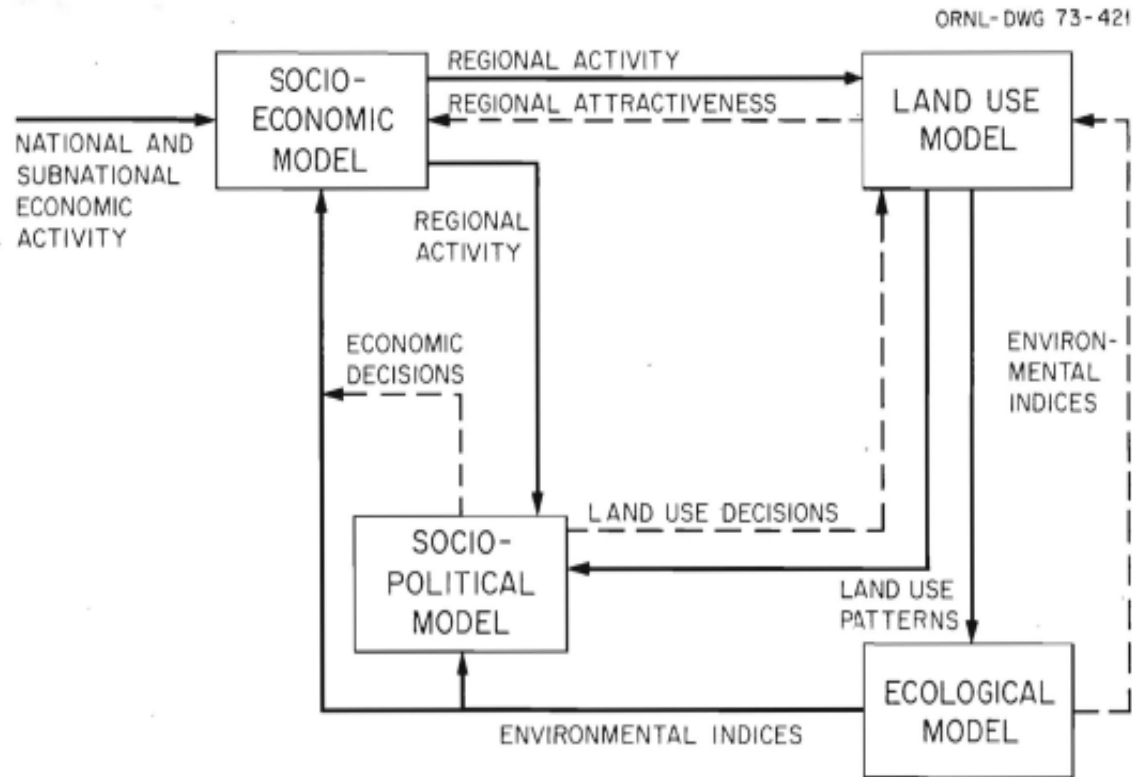 ORNL-DWG 73-421
SOCIO-
ECONOMIC
MODEL
REGIONAL ACTIVITY
REGIONAL ATTRACTIVENESS
LAND USE
MODEL
NATIONAL AND
SUBNATIONAL
ECONOMIC
ACTIVITY
REGIONAL
ACTIVITY
ECONOMIC
DECISIONS
ENVIRON-
MENTAL
INDICES
SOCIO-
POLITICAL
MODEL
LAND USE DECISIONS
LAND USE
PATTERNS
ECOLOGICAL
MODEL
ENVIRONMENTAL INDICES